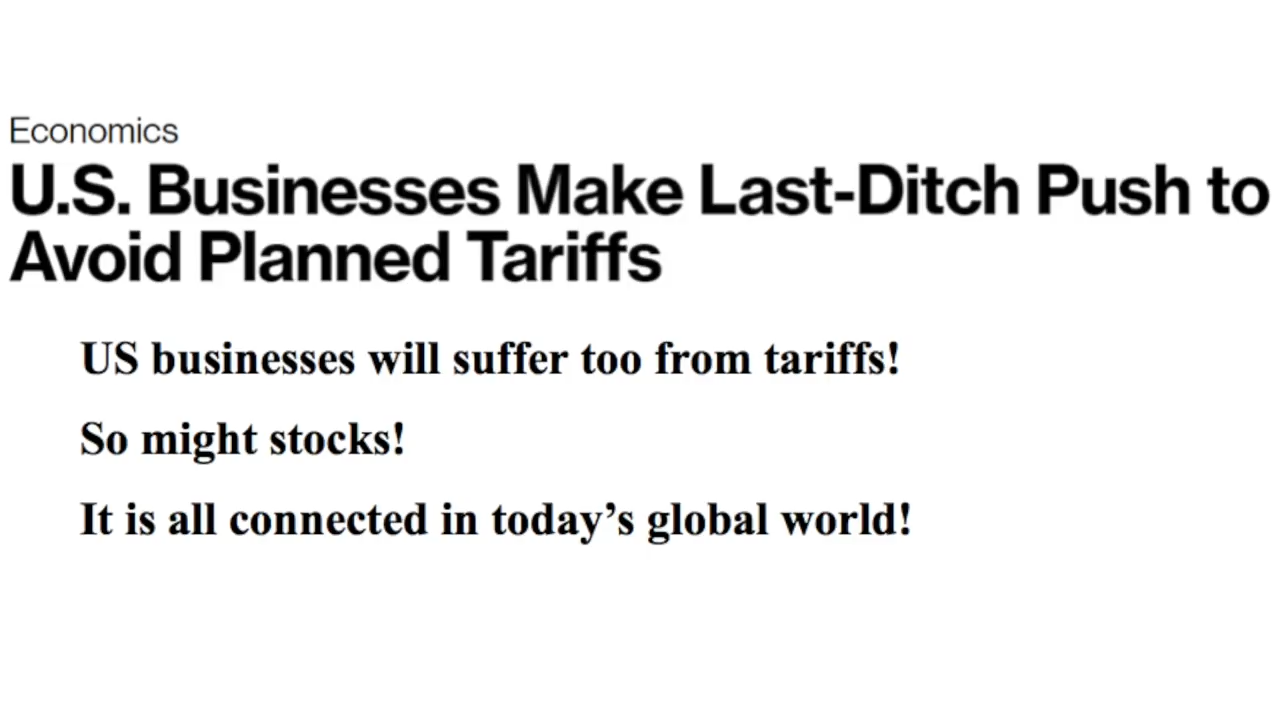 Economics
U.S. Businesses Make Last-Ditch Push to
Avoid Planned Tariffs
US businesses will suffer too from tariffs!
So might stocks!
It is all connected in today’s global world!